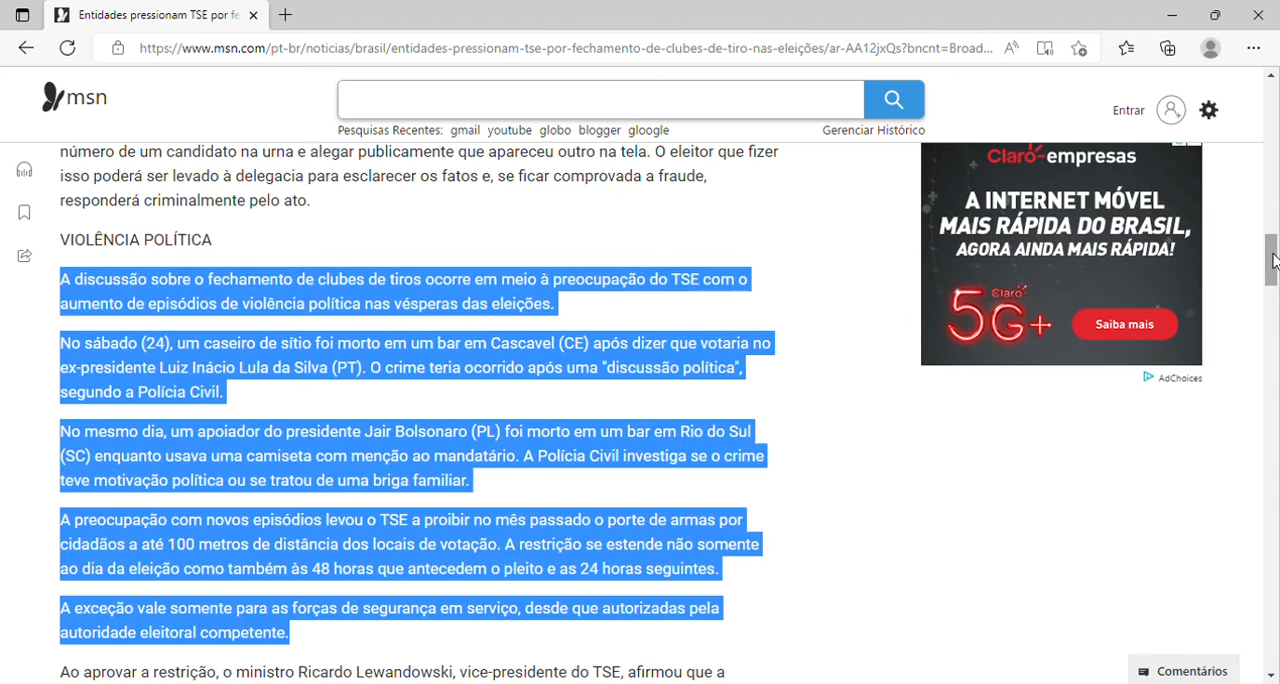 Entidades pressionam TSE por fe
https://www.msn.com/pt-br/noticias/brasil/entidades-pressionam-tse-por-fechamento-de-clubes-de-tiro-nas-eleições/ar-AA12jxQs?bncnt=Broad...
msn
Pesquisas Recentes: gmail youtube globo blogger gloogle
Gerenciar Histórico
Entrar
número de um candidato na urna e alegar publicamente que apareceu outro na tela. O eleitor que fizer
isso poderá ser levado à delegacia para esclarecer os fatos e, se ficar comprovada a fraude,
responderá criminalmente pelo ato.
VIOLÊNCIA POLÍTICA
A discussão sobre o fechamento de clubes de tiros ocorre em meio à preocupação do TSE com o
aumento de episódios de violência política nas vésperas das eleições.
No sábado (24), um caseiro de sítio foi morto em um bar em Cascavel (CE) após dizer que votaria no
ex-presidente Luiz Inácio Lula da Silva (PT). O crime teria ocorrido após uma "discussão política",
segundo a Polícia Civil.
No mesmo dia, um apoiador do presidente Jair Bolsonaro (PL) foi morto em um bar em Rio do Sul
(SC) enquanto usava uma camiseta com menção ao mandatário. A Polícia Civil investiga se o crime
teve motivação política ou se tratou de uma briga familiar.
A preocupação com novos episódios levou o TSE a proibir no mês passado o porte de armas por
cidadãos a até 100 metros de distância dos locais de votação. A restrição se estende não somente
ao dia da eleição como também às 48 horas que antecedem o pleito e as 24 horas seguintes.
A exceção vale somente para as forças de segurança em serviço, desde que autorizadas pela
autoridade eleitoral competente.
Ao aprovar a restrição, o ministro Ricardo Lewandowski, vice-presidente do TSE, afirmou que a
Claro empresas
A INTERNET MÓVEL
MAIS RÁPIDA DO BRASIL,
AGORA AINDA MAIS RÁPIDA!
Claro
5G+
Saiba mais
AdChoices
Comentários